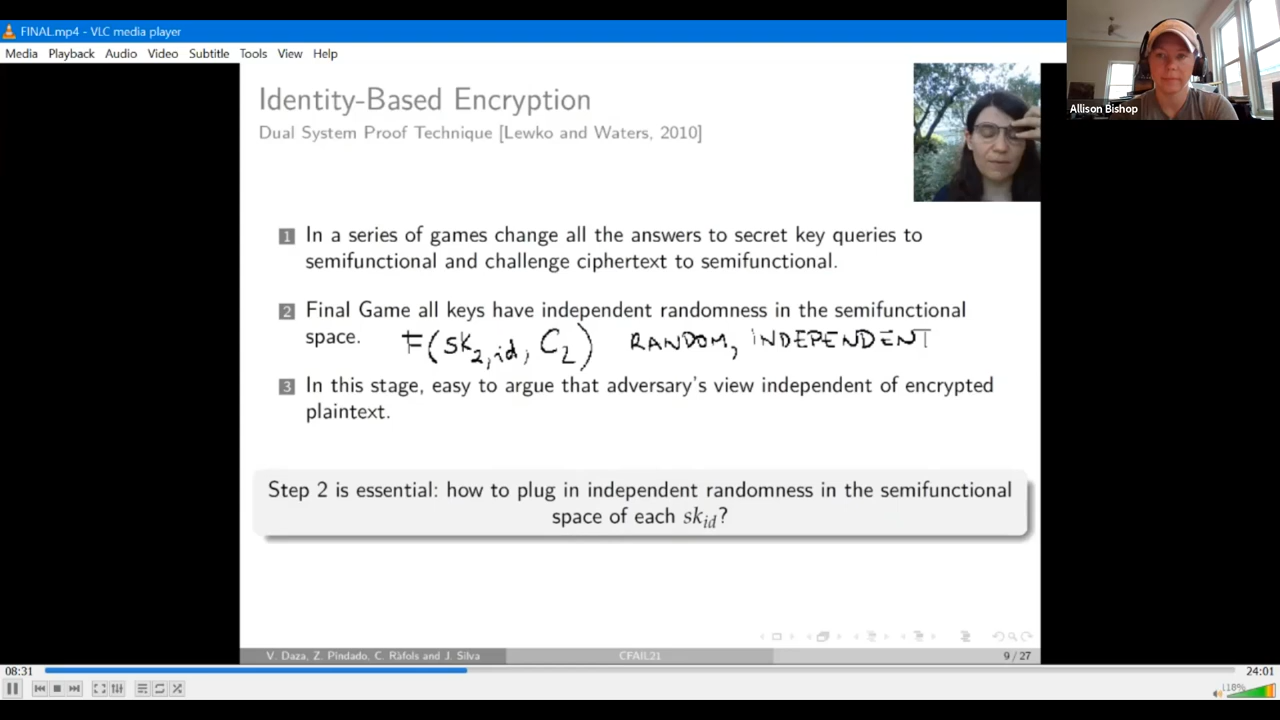 FINAL.mp4 - VLC media player
Media Playback Audio Video Subtitle Tools View Help
Allison Bishop
Identity-Based Encryption
Dual System Proof Technique [Lewko and Waters, 2010]
1 In a series of games change all the answers to secret key queries to
semifunctional and challenge ciphertext to semifunctional.
2 Final Game all keys have independent randomness in the semifunctional
space. F(sk2,id, C2) RANDOM, INDEPENDENT
3 In this stage, easy to argue that adversary's view independent of encrypted
plaintext.
Step 2 is essential: how to plug in independent randomness in the semifunctional
space of each skid?
V. Daza, Z. Pindado, C. Ràfols and J. Silva CFAIL21 9 / 27
08:31 24:01
118%